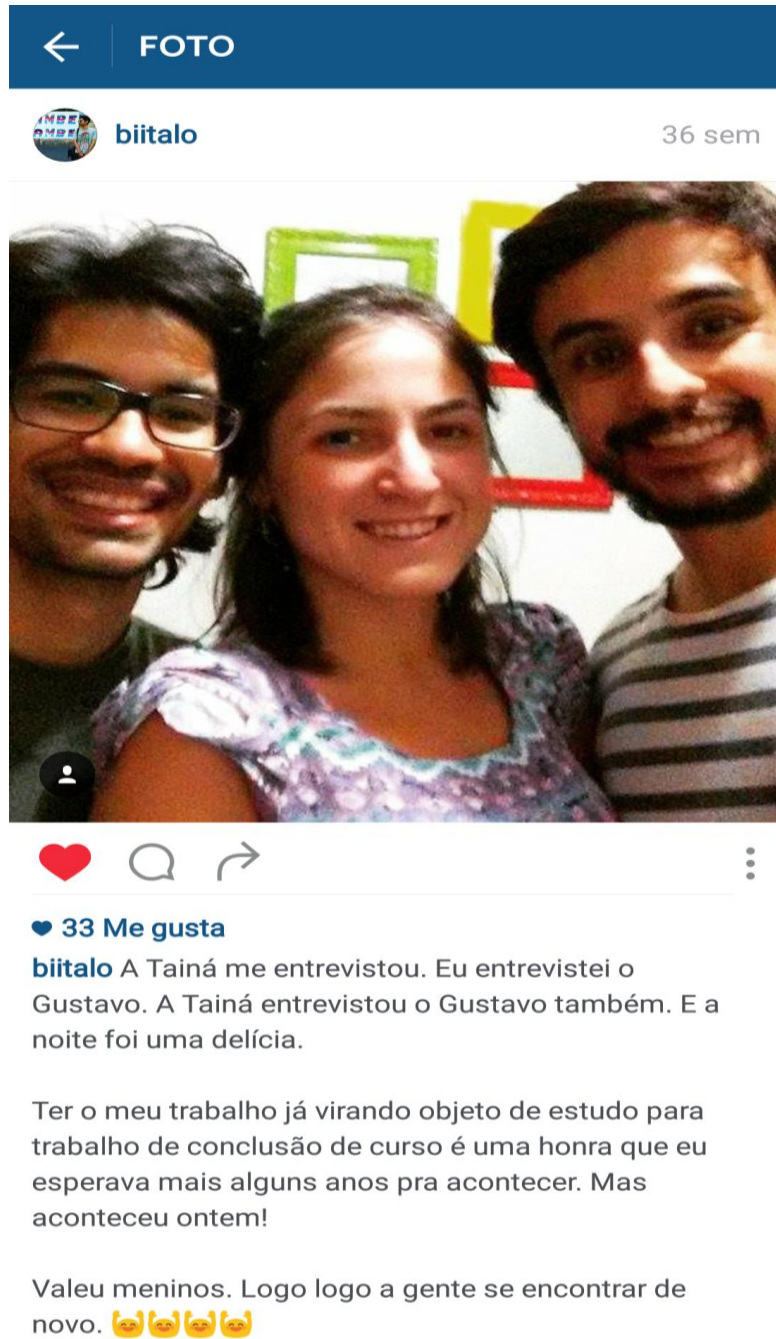 FOTO
biitalo
36 sem
33 Me gusta
biitalo A Tainá me entrevistou. Eu entrevistei o
Gustavo. A Tainá entrevistou o Gustavo também. E a
noite foi uma delícia.
Ter o meu trabalho já virando objeto de estudo para
trabalho de conclusão de curso é uma honra que eu
esperava mais alguns anos pra acontecer. Mas
aconteceu ontem!
Valeu meninos. Logo logo a gente se encontrar de
novo. 🙌🙌🙌🙌